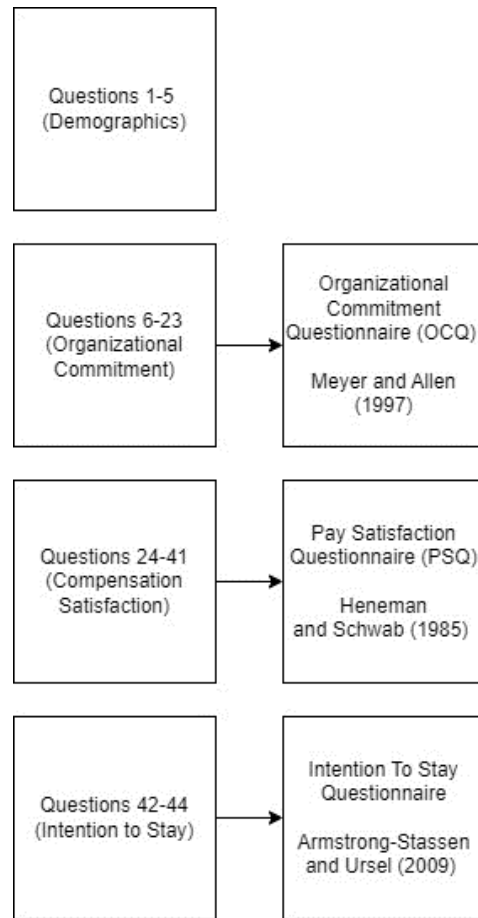 Questions 1-5
(Demographics)
Questions 6-23
(Organizational
Commitment)
Organizational
Commitment
Questionnaire (OCQ)
Meyer and Allen
(1997)
Questions 24-41
(Compensation
Satisfaction)
Pay Satisfaction
Questionnaire (PSQ)
Heneman
and Schwab (1985)
Questions 42-44
(Intention to Stay)
Intention To Stay
Questionnaire
Armstrong-Stassen
and Ursel (2009)